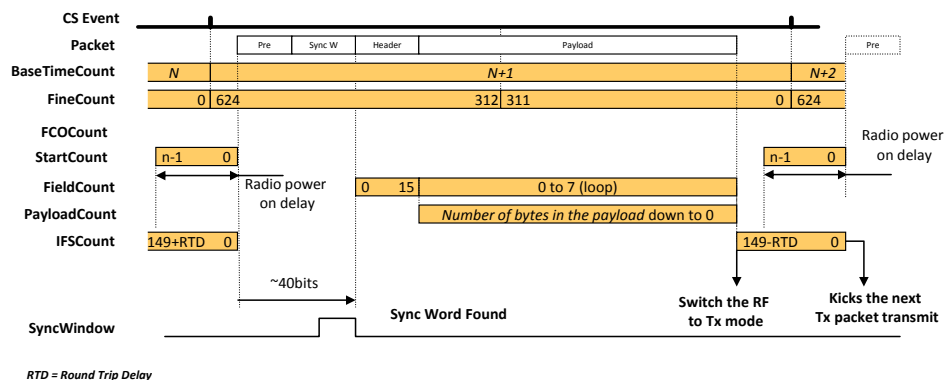 CS Event
Packet Pre Sync W Header Payload Pre
BaseTimeCount N N+1 N+2
FineCount 0 624 312 311 0 624
FCOCount
StartCount n-1 0 n-1 0
Radio power
on delay
Radio power
on delay
FieldCount 0 15 0 to 7 (loop)
PayloadCount Number of bytes in the payload down to 0
IFSCount 149+RTD 0 149-RTD 0
~40bits
Switch the RF
to Tx mode
Kicks the next
Tx packet transmit
Sync Word Found
SyncWindow
RTD = Round Trip Delay